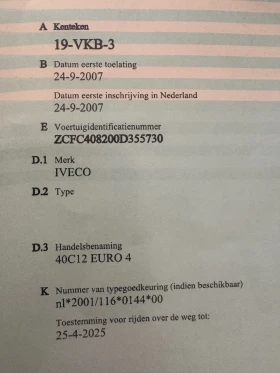 A Kenteken
19-VKB-3
B Datum eerste toelating
24-9-2007
Datum eerste inschrijving in Nederland
24-9-2007
E Voertuigidentificatienummer
ZCFC408200D355730
D.1 Merk
IVECO
D.2 Type
D.3 Handelsbenaming
40C12 EURO 4
K Nummer van typegoedkeuring (indien beschikbaar)
nl*2001/116*0144*00
Toestemming voor rijden over de weg tot:
25-4-2025